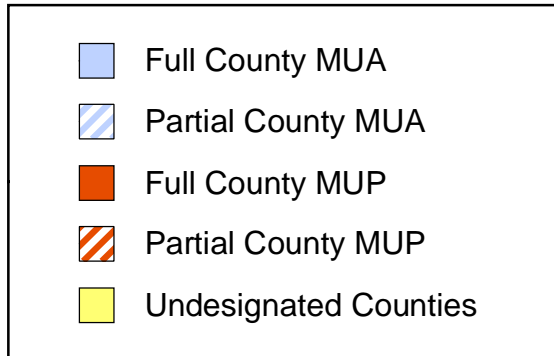 Full County MUA
Partial County MUA
Full County MUP
Partial County MUP
Undesignated Counties